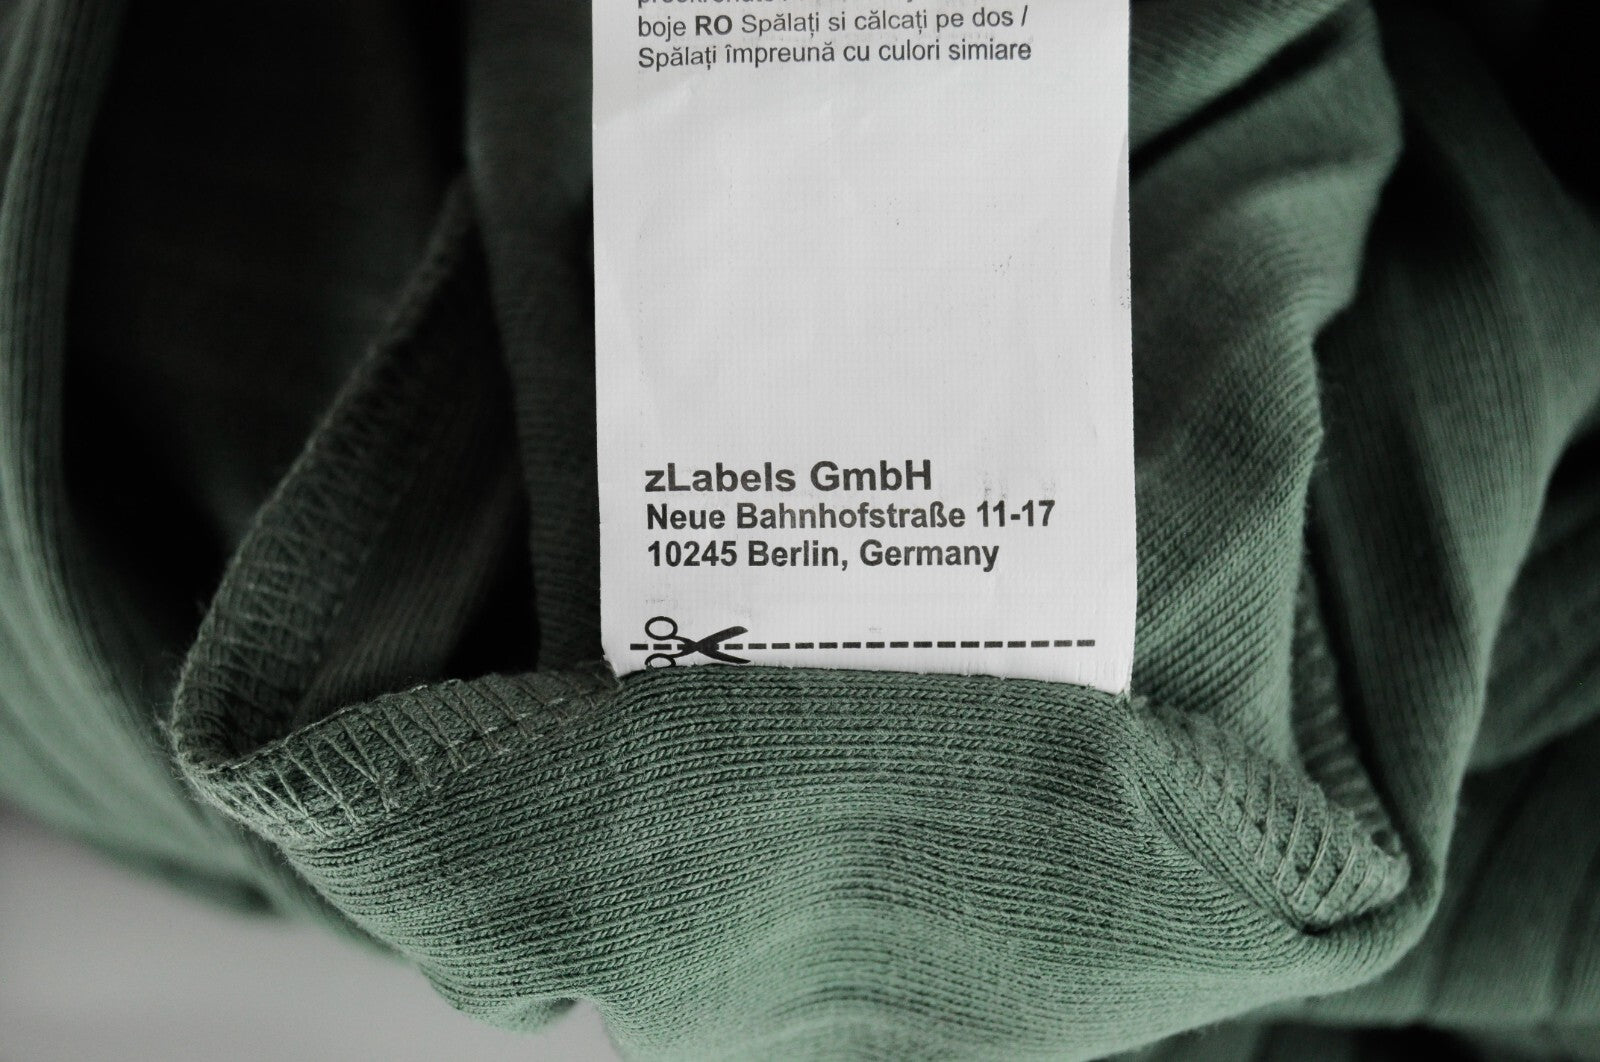 boje RO Spălați si călcați pe dos /
Spălați împreună cu culori simiare
zLabels GmbH
Neue Bahnhofstraße 11-17
10245 Berlin, Germany